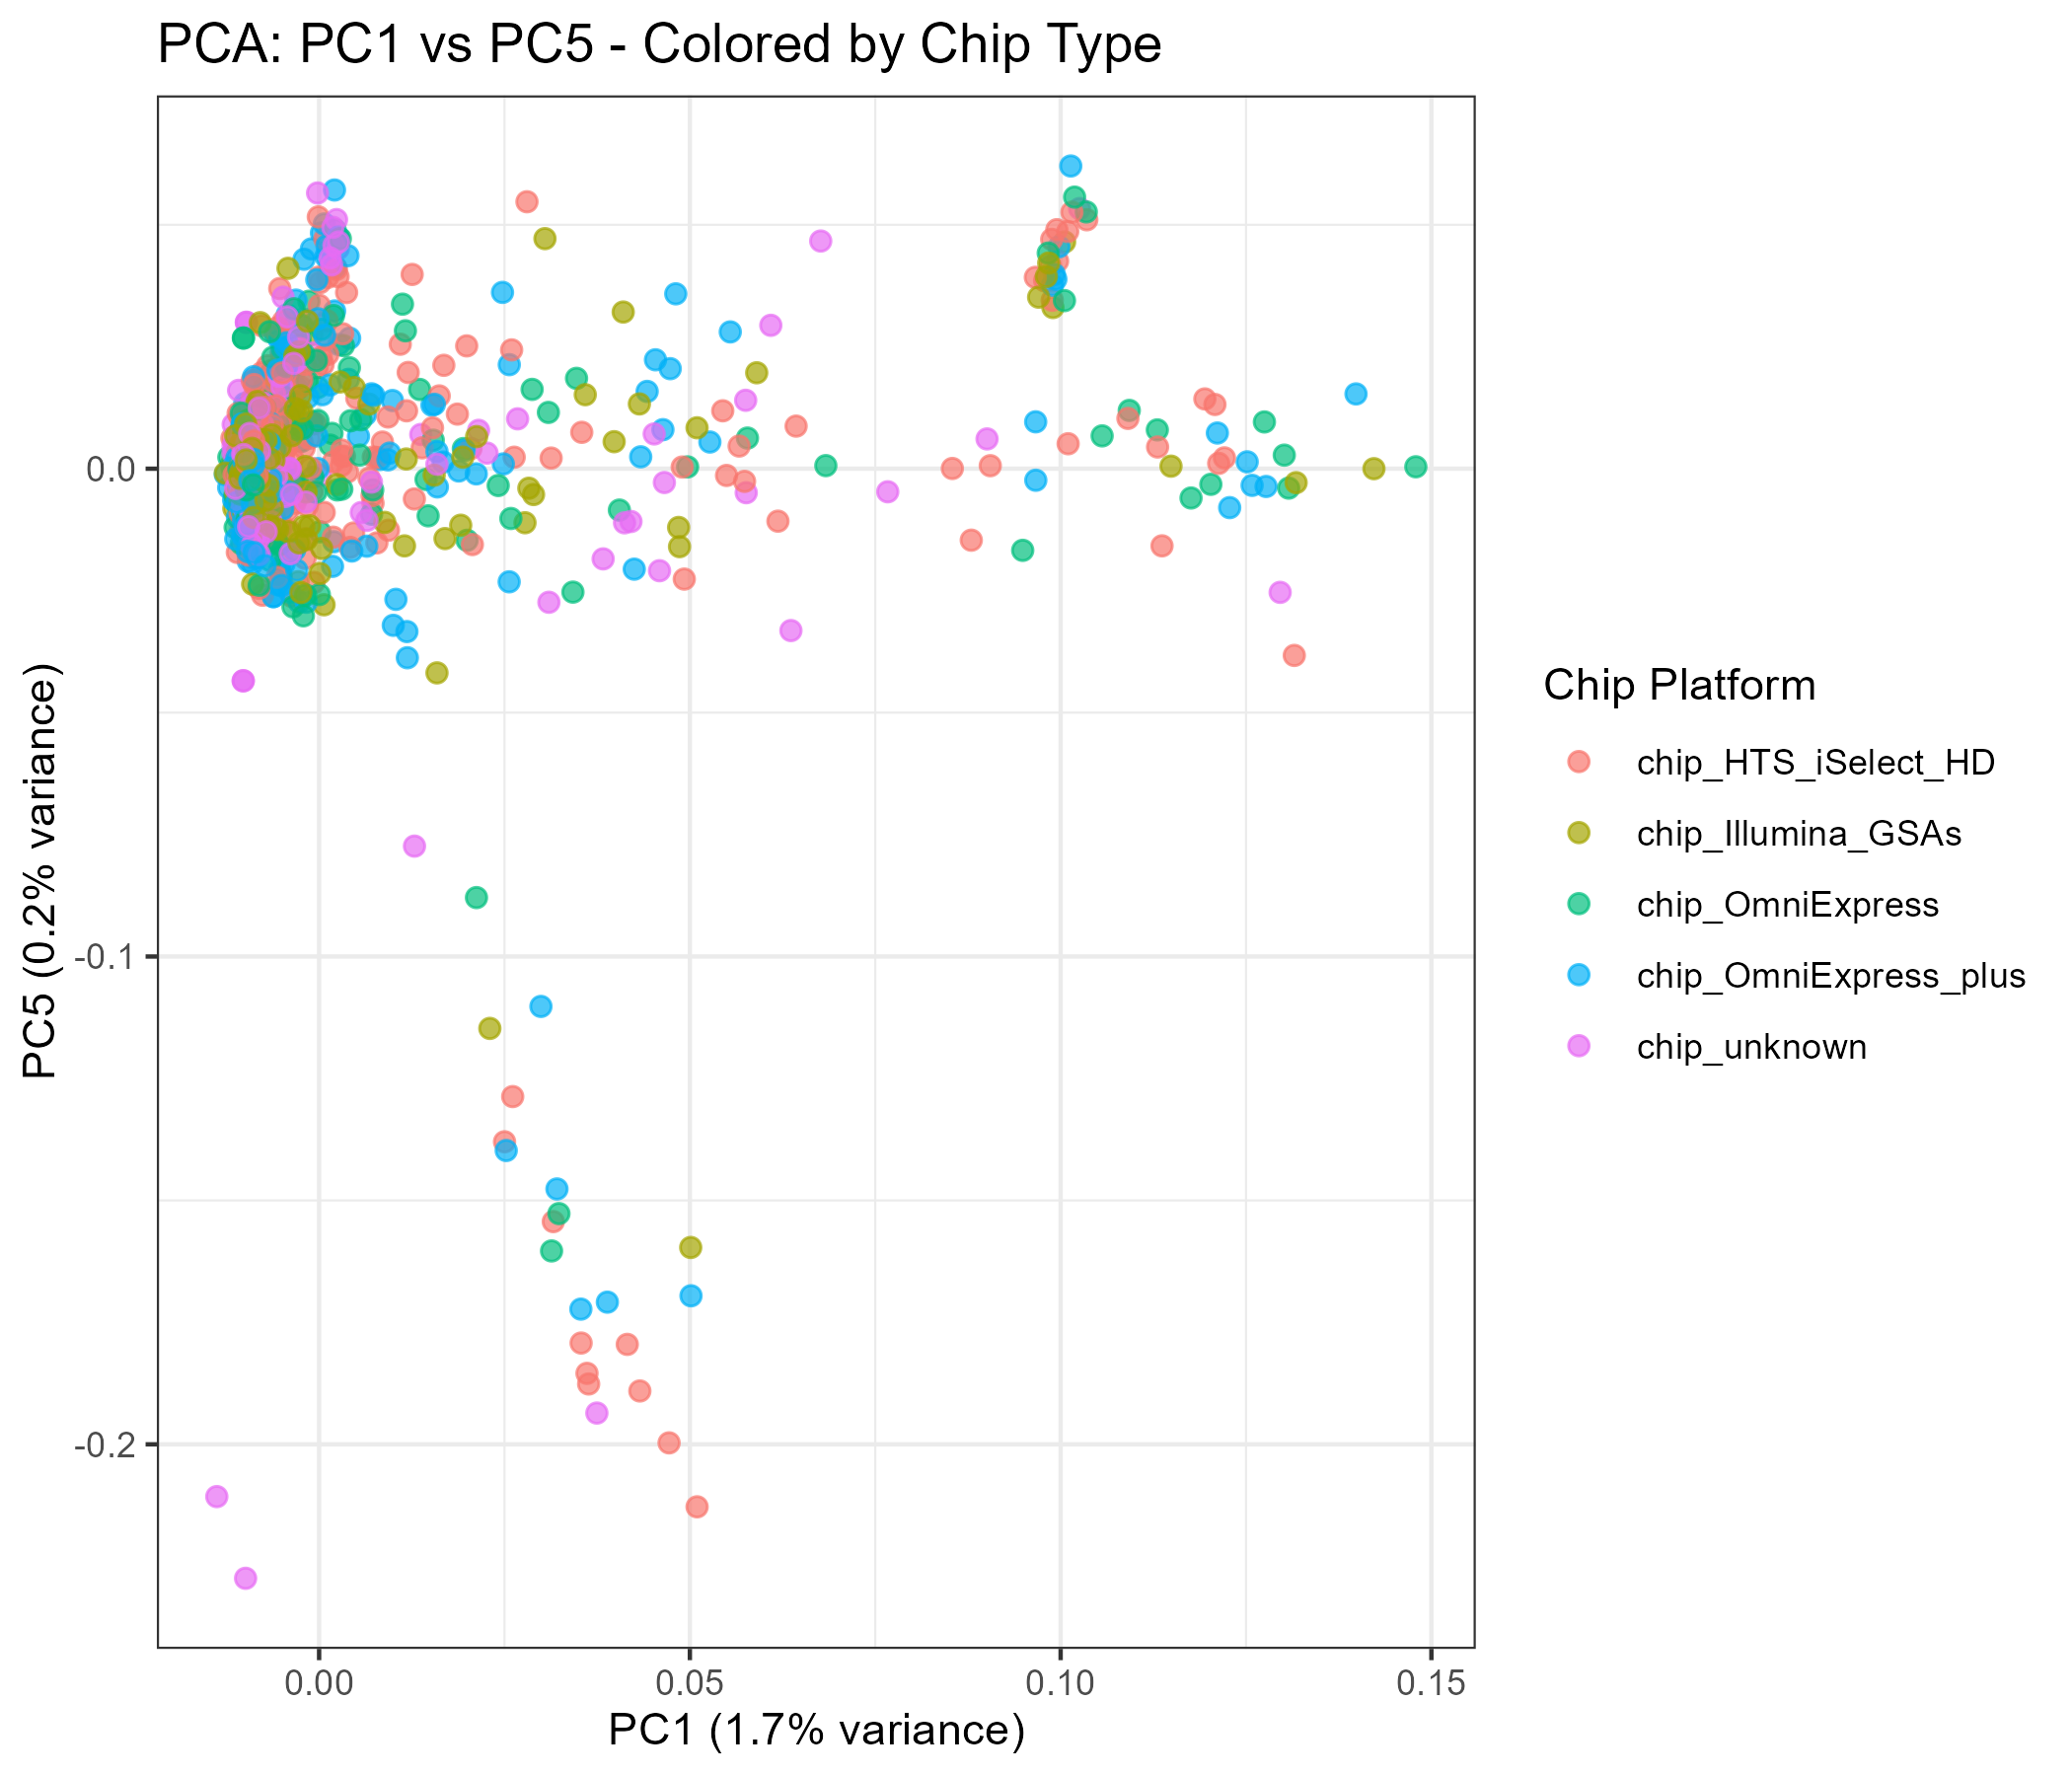 PCA: PC1 vs PC5 - Colored by Chip Type
PC5 (0.2% variance)
0.0
-0.1
-0.2
0.00
0.05
0.10
0.15
PC1 (1.7% variance)
Chip Platform
chip_HTS_iSelect_HD
chip_Illumina_GSAs
chip_OmniExpress
chip_OmniExpress_plus
chip_unknown